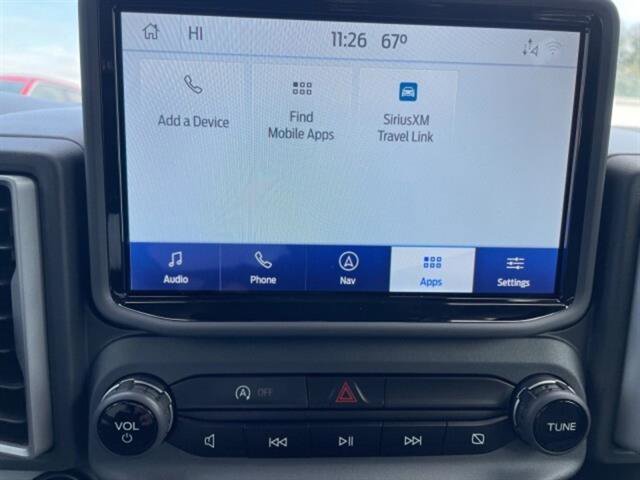 HI 11:26 67º
Add a Device
Find
Mobile Apps
SiriusXM
Travel Link
Audio Phone Nav Apps Settings
A OFF
VOL
TUNE